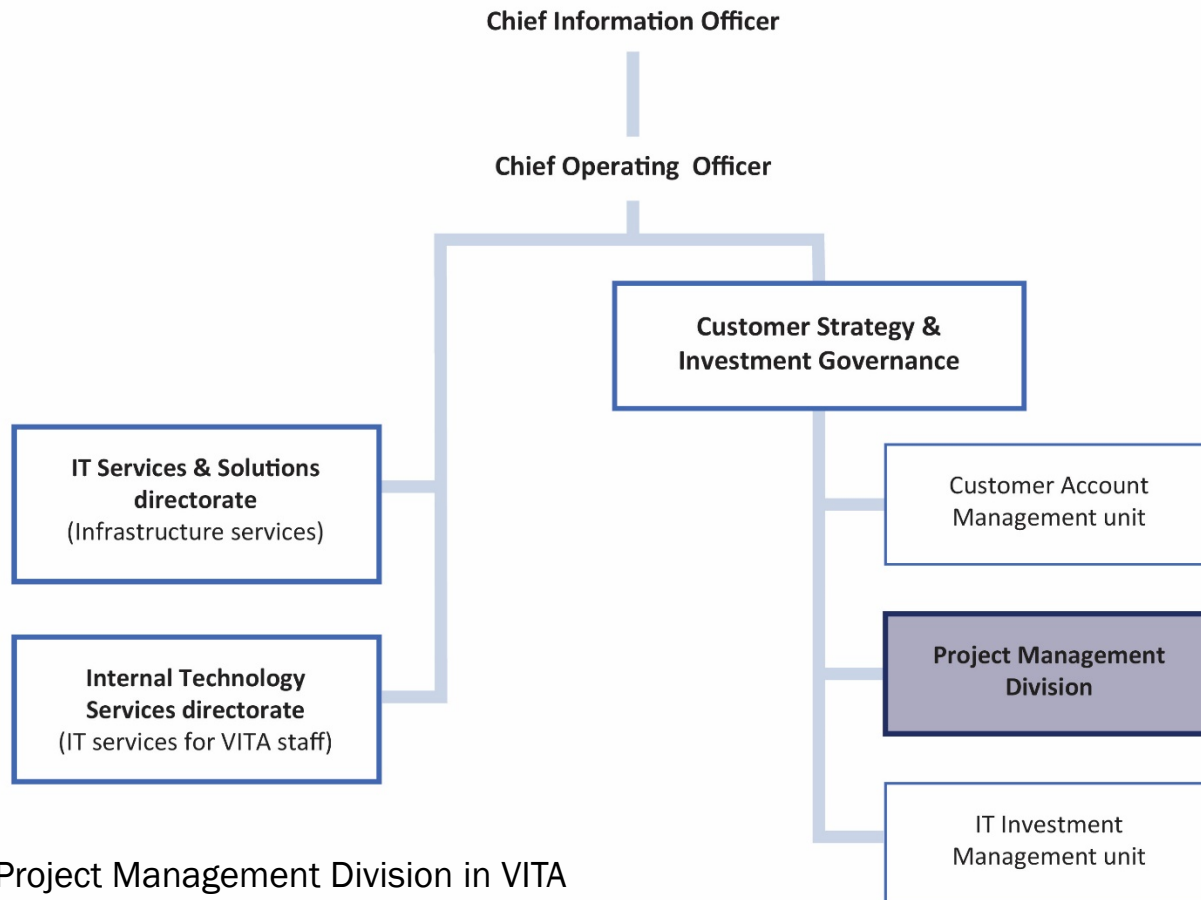 Chief Information Officer
Chief Operating Officer
Customer Strategy &
Investment Governance
IT Services & Solutions
directorate
(Infrastructure services)
Customer Account
Management unit
Internal Technology
Services directorate
(IT services for VITA staff)
Project Management
Division
IT Investment
Management unit
Project Management Division in VITA